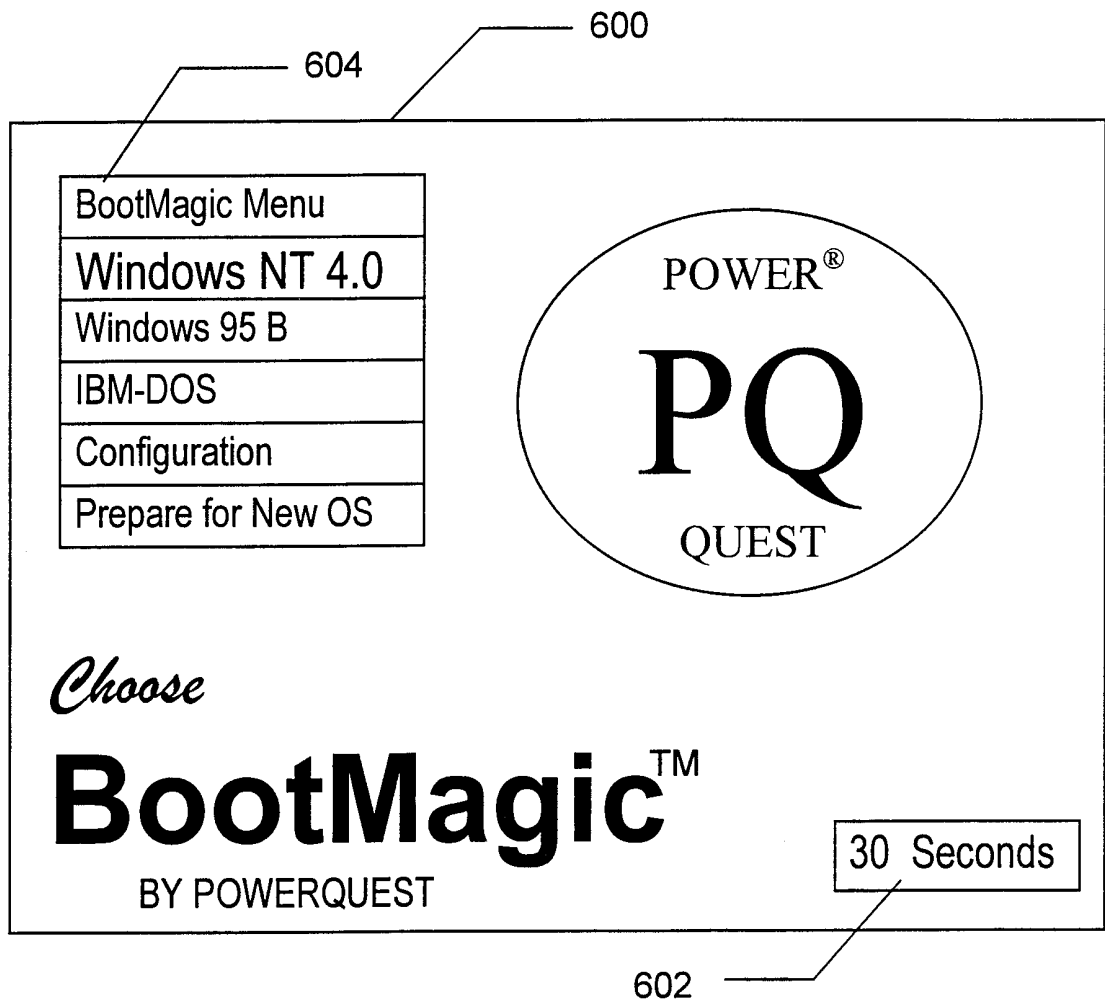 600
604
BootMagic Menu
Windows NT 4.0
Windows 95 B
IBM-DOS
Configuration
Prepare for New OS
POWER®
PQ
QUEST
Choose
BootMagic™
BY POWERQUEST
30 Seconds
602